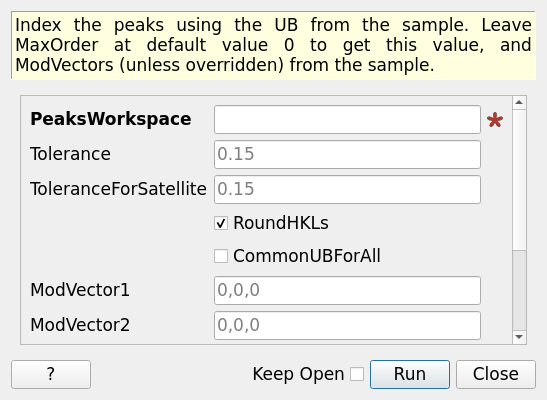 Index the peaks using the UB from the sample. Leave
MaxOrder at default value 0 to get this value, and
ModVectors (unless overridden) from the sample.
PeaksWorkspace *
Tolerance 0.15
ToleranceForSatellite 0.15
RoundHKLs
CommonUBForAll
ModVector1 0,0,0
ModVector2 0,0,0
? Keep Open Run Close